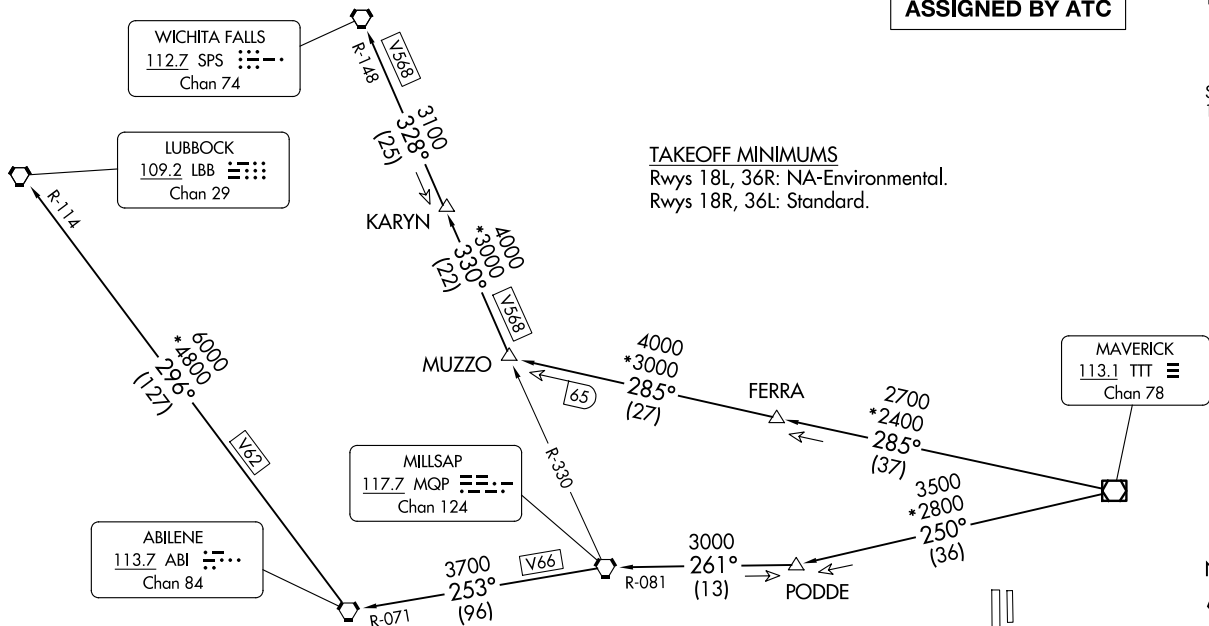 ASSIGNED BY ATC
WICHITA FALLS
112.7 SPS
Chan 74
R-148
V568
3100
328°
(25)
LUBBOCK
109.2 LBB
Chan 29
R-114
KARYN
TAKEOFF MINIMUMS
Rwys 18L, 36R: NA-Environmental.
Rwys 18R, 36L: Standard.
4000
*3000
330°
(22)
V568
MUZZO
6000
*4800
296°
(127)
V62
4000
*3000
285°
(27)
65
FERRA
2700
*2400
285°
(37)
MAVERICK
113.1 TTT
Chan 78
R-330
MILLSAP
117.7 MQP
Chan 124
3500
*2800
250°
(36)
ABILENE
113.7 ABI
Chan 84
R-071
3700
253°
(96)
V66
R-081
3000
261°
(13)
PODDE